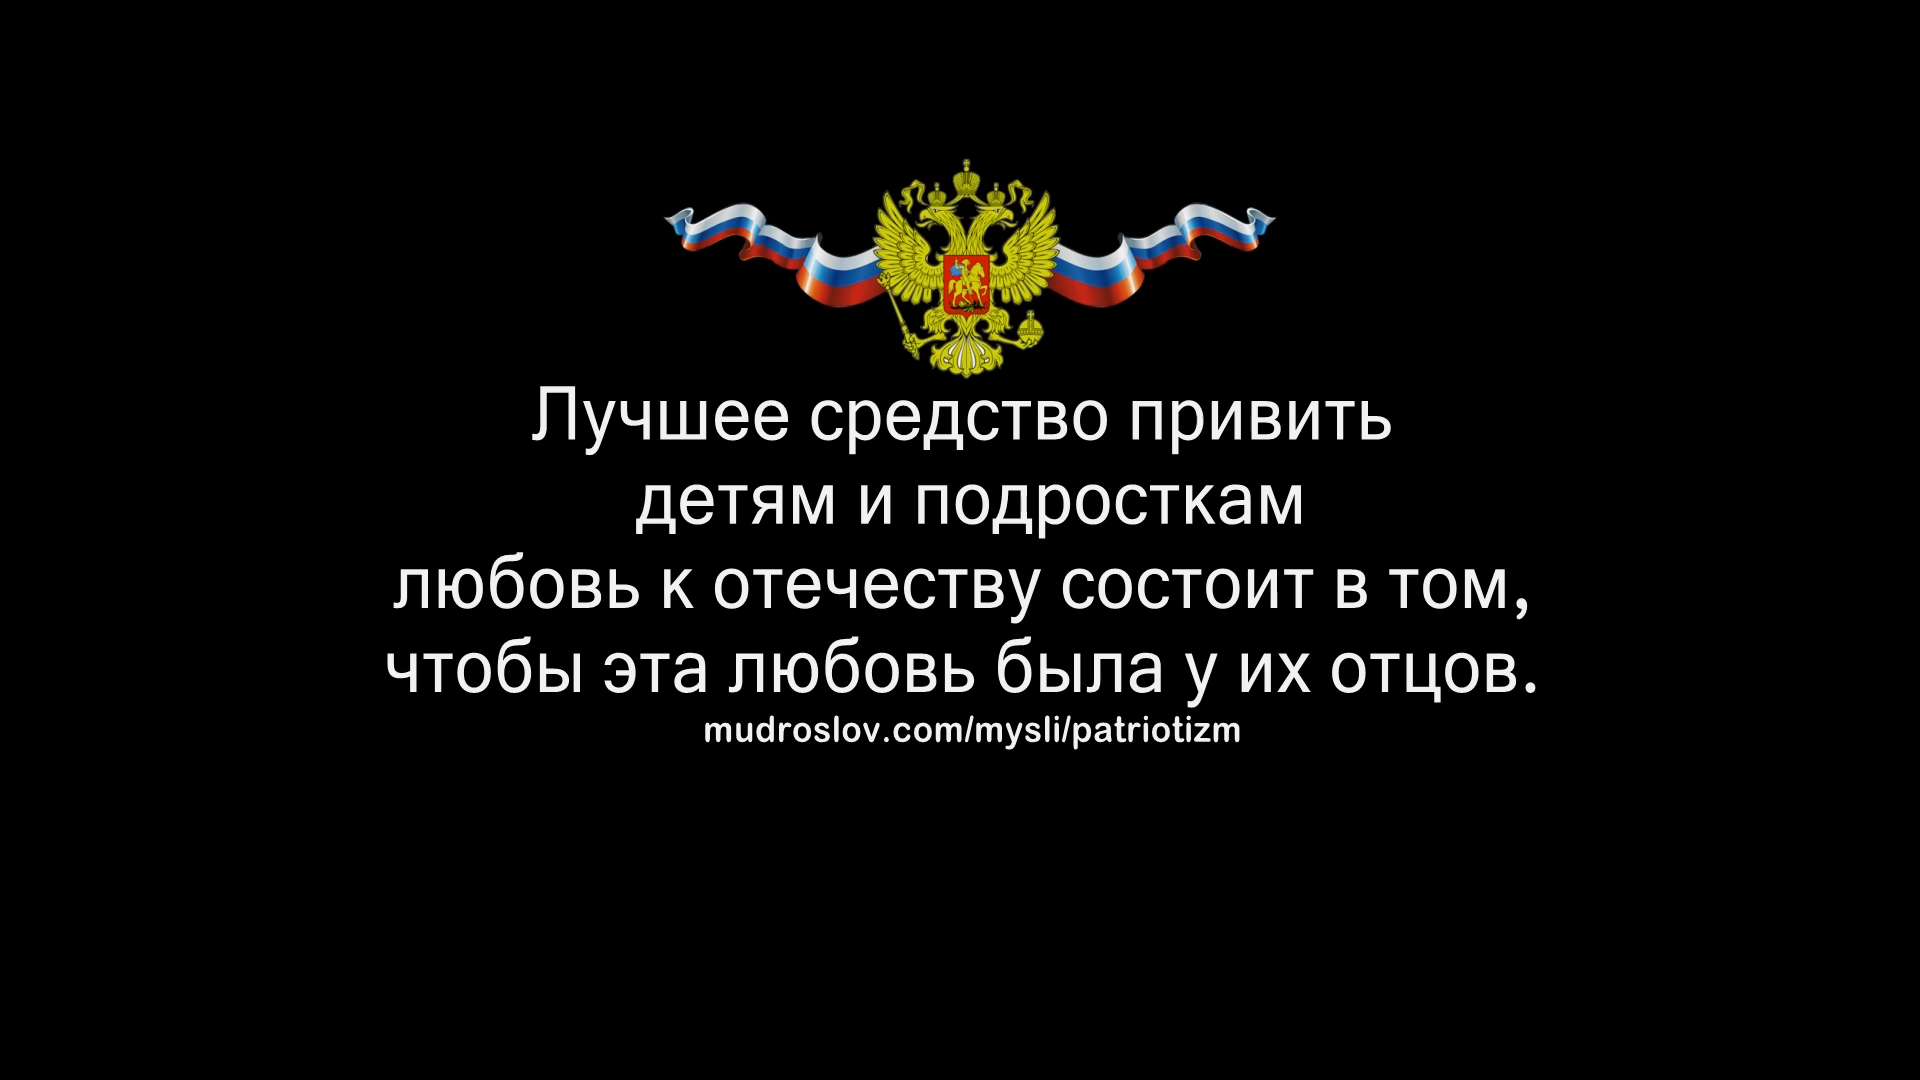 Лучшее средство привить
детям и подросткам
любовь к отечеству состоит в том,
чтобы эта любовь была у их отцов.
mudroslov.com/mysli/patriotizm